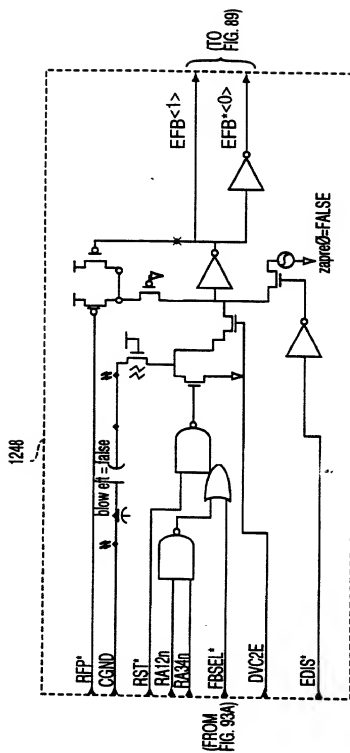 1248
RFP*
CGND
RST*
RA12n
RA34n
FBSEL*
(FROM
FIG. 93A)
DVC2E
EDIS*
blow eft = false
zapreØ=FALSE
EFB<1>
EFB*<0>
(TO
FIG. 89)